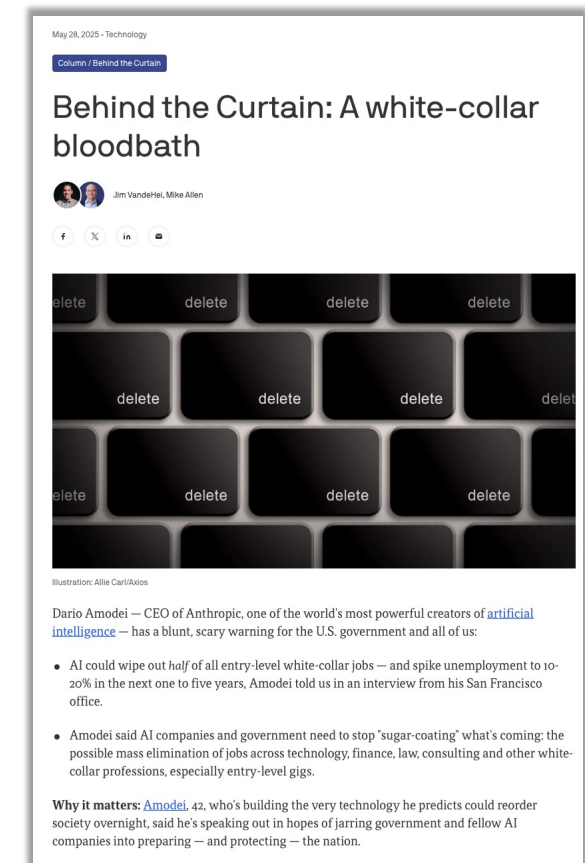 May 28, 2025 - Technology
Column / Behind the Curtain
Behind the Curtain: A white-collar
bloodbath
Jim VandeHei, Mike Allen
elete delete delete delete
delete delete delete delet
elete delete delete delete
Illustration: Allie Carl/Axios
Dario Amodei — CEO of Anthropic, one of the world's most powerful creators of artificial
intelligence — has a blunt, scary warning for the U.S. government and all of us:
• AI could wipe out half of all entry-level white-collar jobs — and spike unemployment to 10-
20% in the next one to five years, Amodei told us in an interview from his San Francisco
office.
• Amodei said AI companies and government need to stop "sugar-coating" what's coming: the
possible mass elimination of jobs across technology, finance, law, consulting and other white-
collar professions, especially entry-level gigs.
Why it matters: Amodei, 42, who's building the very technology he predicts could reorder
society overnight, said he's speaking out in hopes of jarring government and fellow AI
companies into preparing — and protecting — the nation.